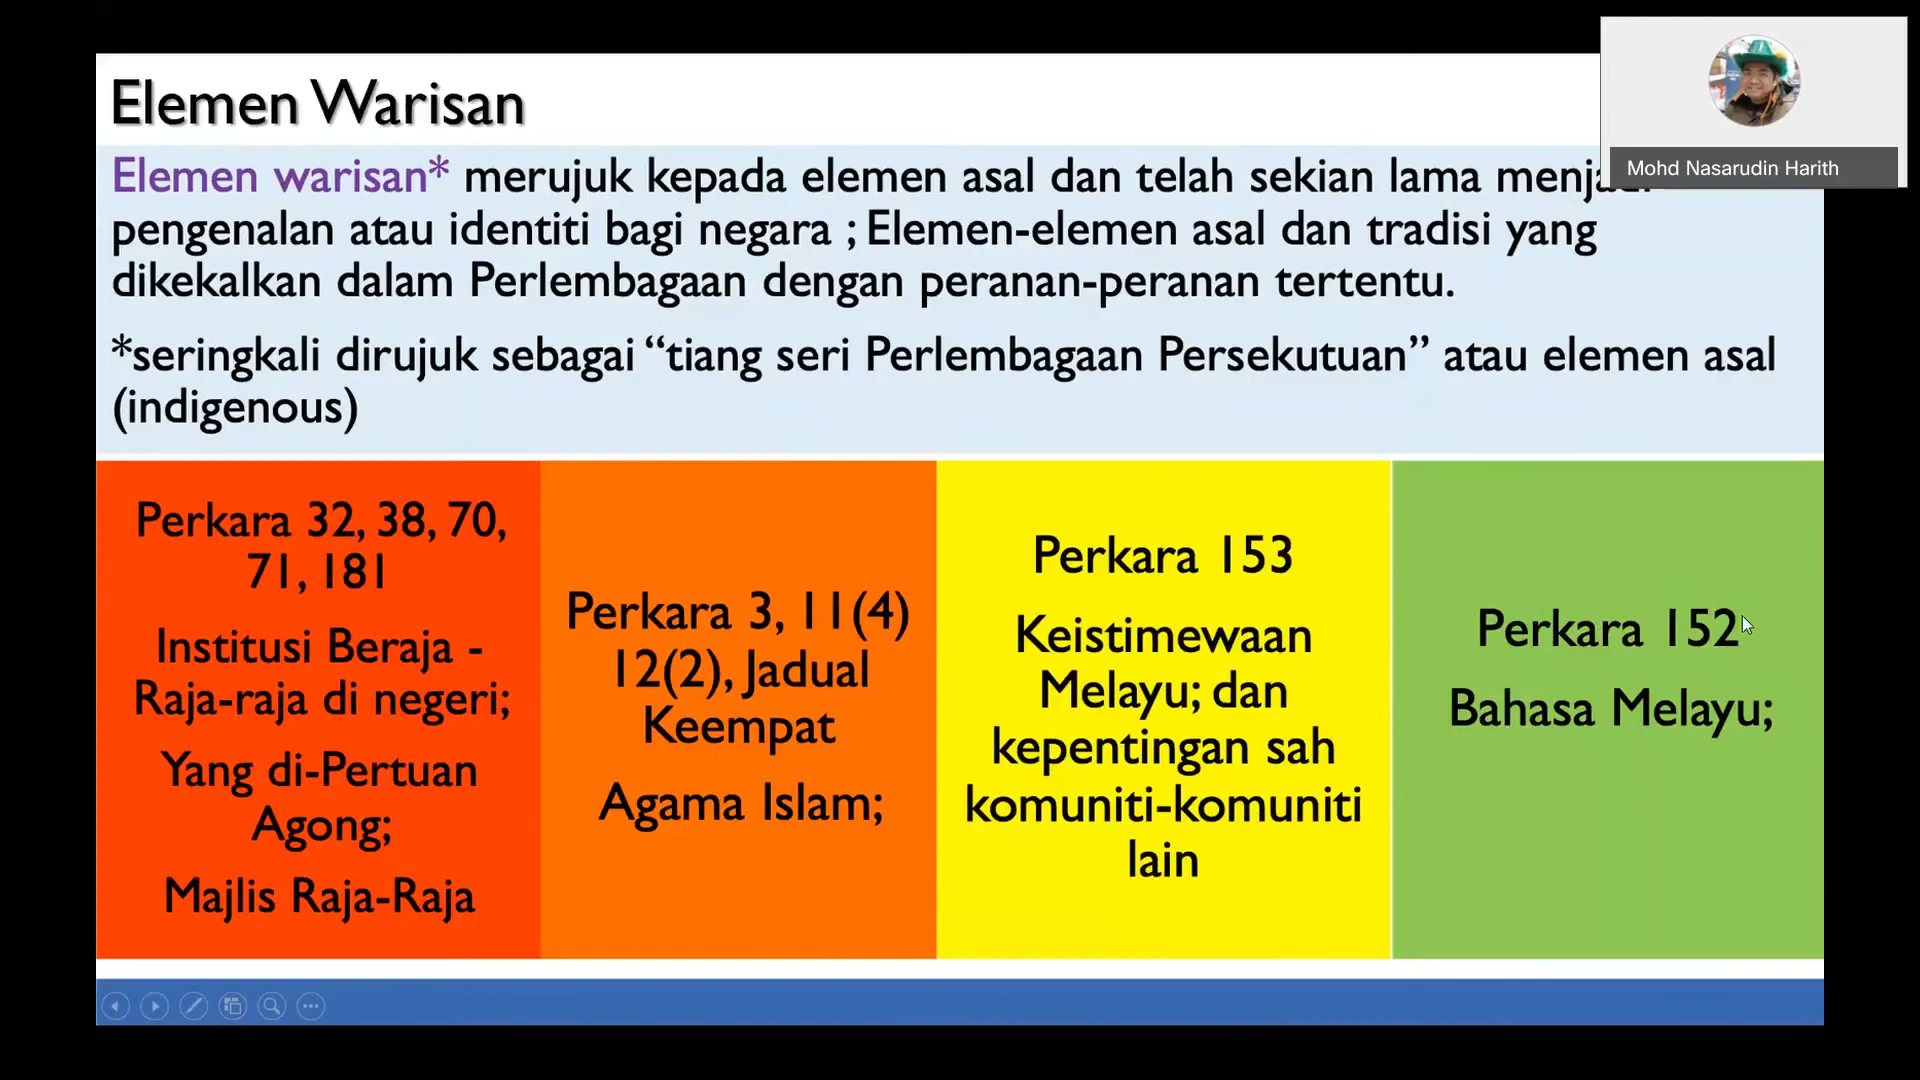 Elemen Warisan
Mohd Nasarudin Harith
Elemen warisan* merujuk kepada elemen asal dan telah sekian lama menjadi
pengenalan atau identiti bagi negara ; Elemen-elemen asal dan tradisi yang
dikekalkan dalam Perlembagaan dengan peranan-peranan tertentu.
*seringkali dirujuk sebagai “tiang seri Perlembagaan Persekutuan” atau elemen asal
(indigenous)
Perkara 32, 38, 70,
71, 181
Institusi Beraja -
Raja-raja di negeri;
Yang di-Pertuan
Agong;
Majlis Raja-Raja
Perkara 3, 11(4)
12(2), Jadual
Keempat
Agama Islam;
Perkara 153
Keistimewaan
Melayu; dan
kepentingan sah
komuniti-komuniti
lain
Perkara 152
Bahasa Melayu;